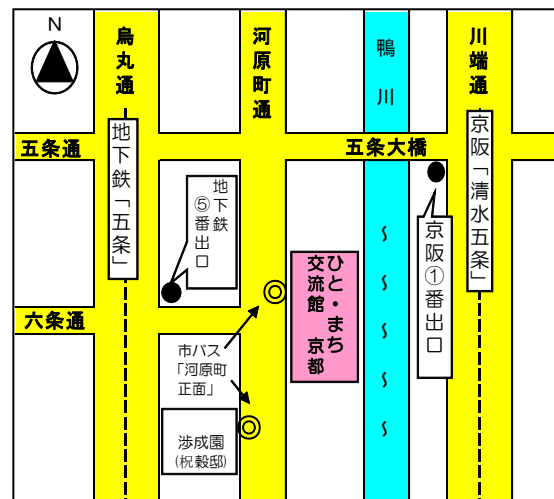 N
烏丸通
河原町通
鴨川
川端通
五条通
五条大橋
地下鉄「五条」
地下鉄
⑤番出口
京阪「清水五条」
京阪①番出口
ひと・まち
交流館 京都
六条通
市バス
「河原町
正面」
渉成園
(枳殻邸)